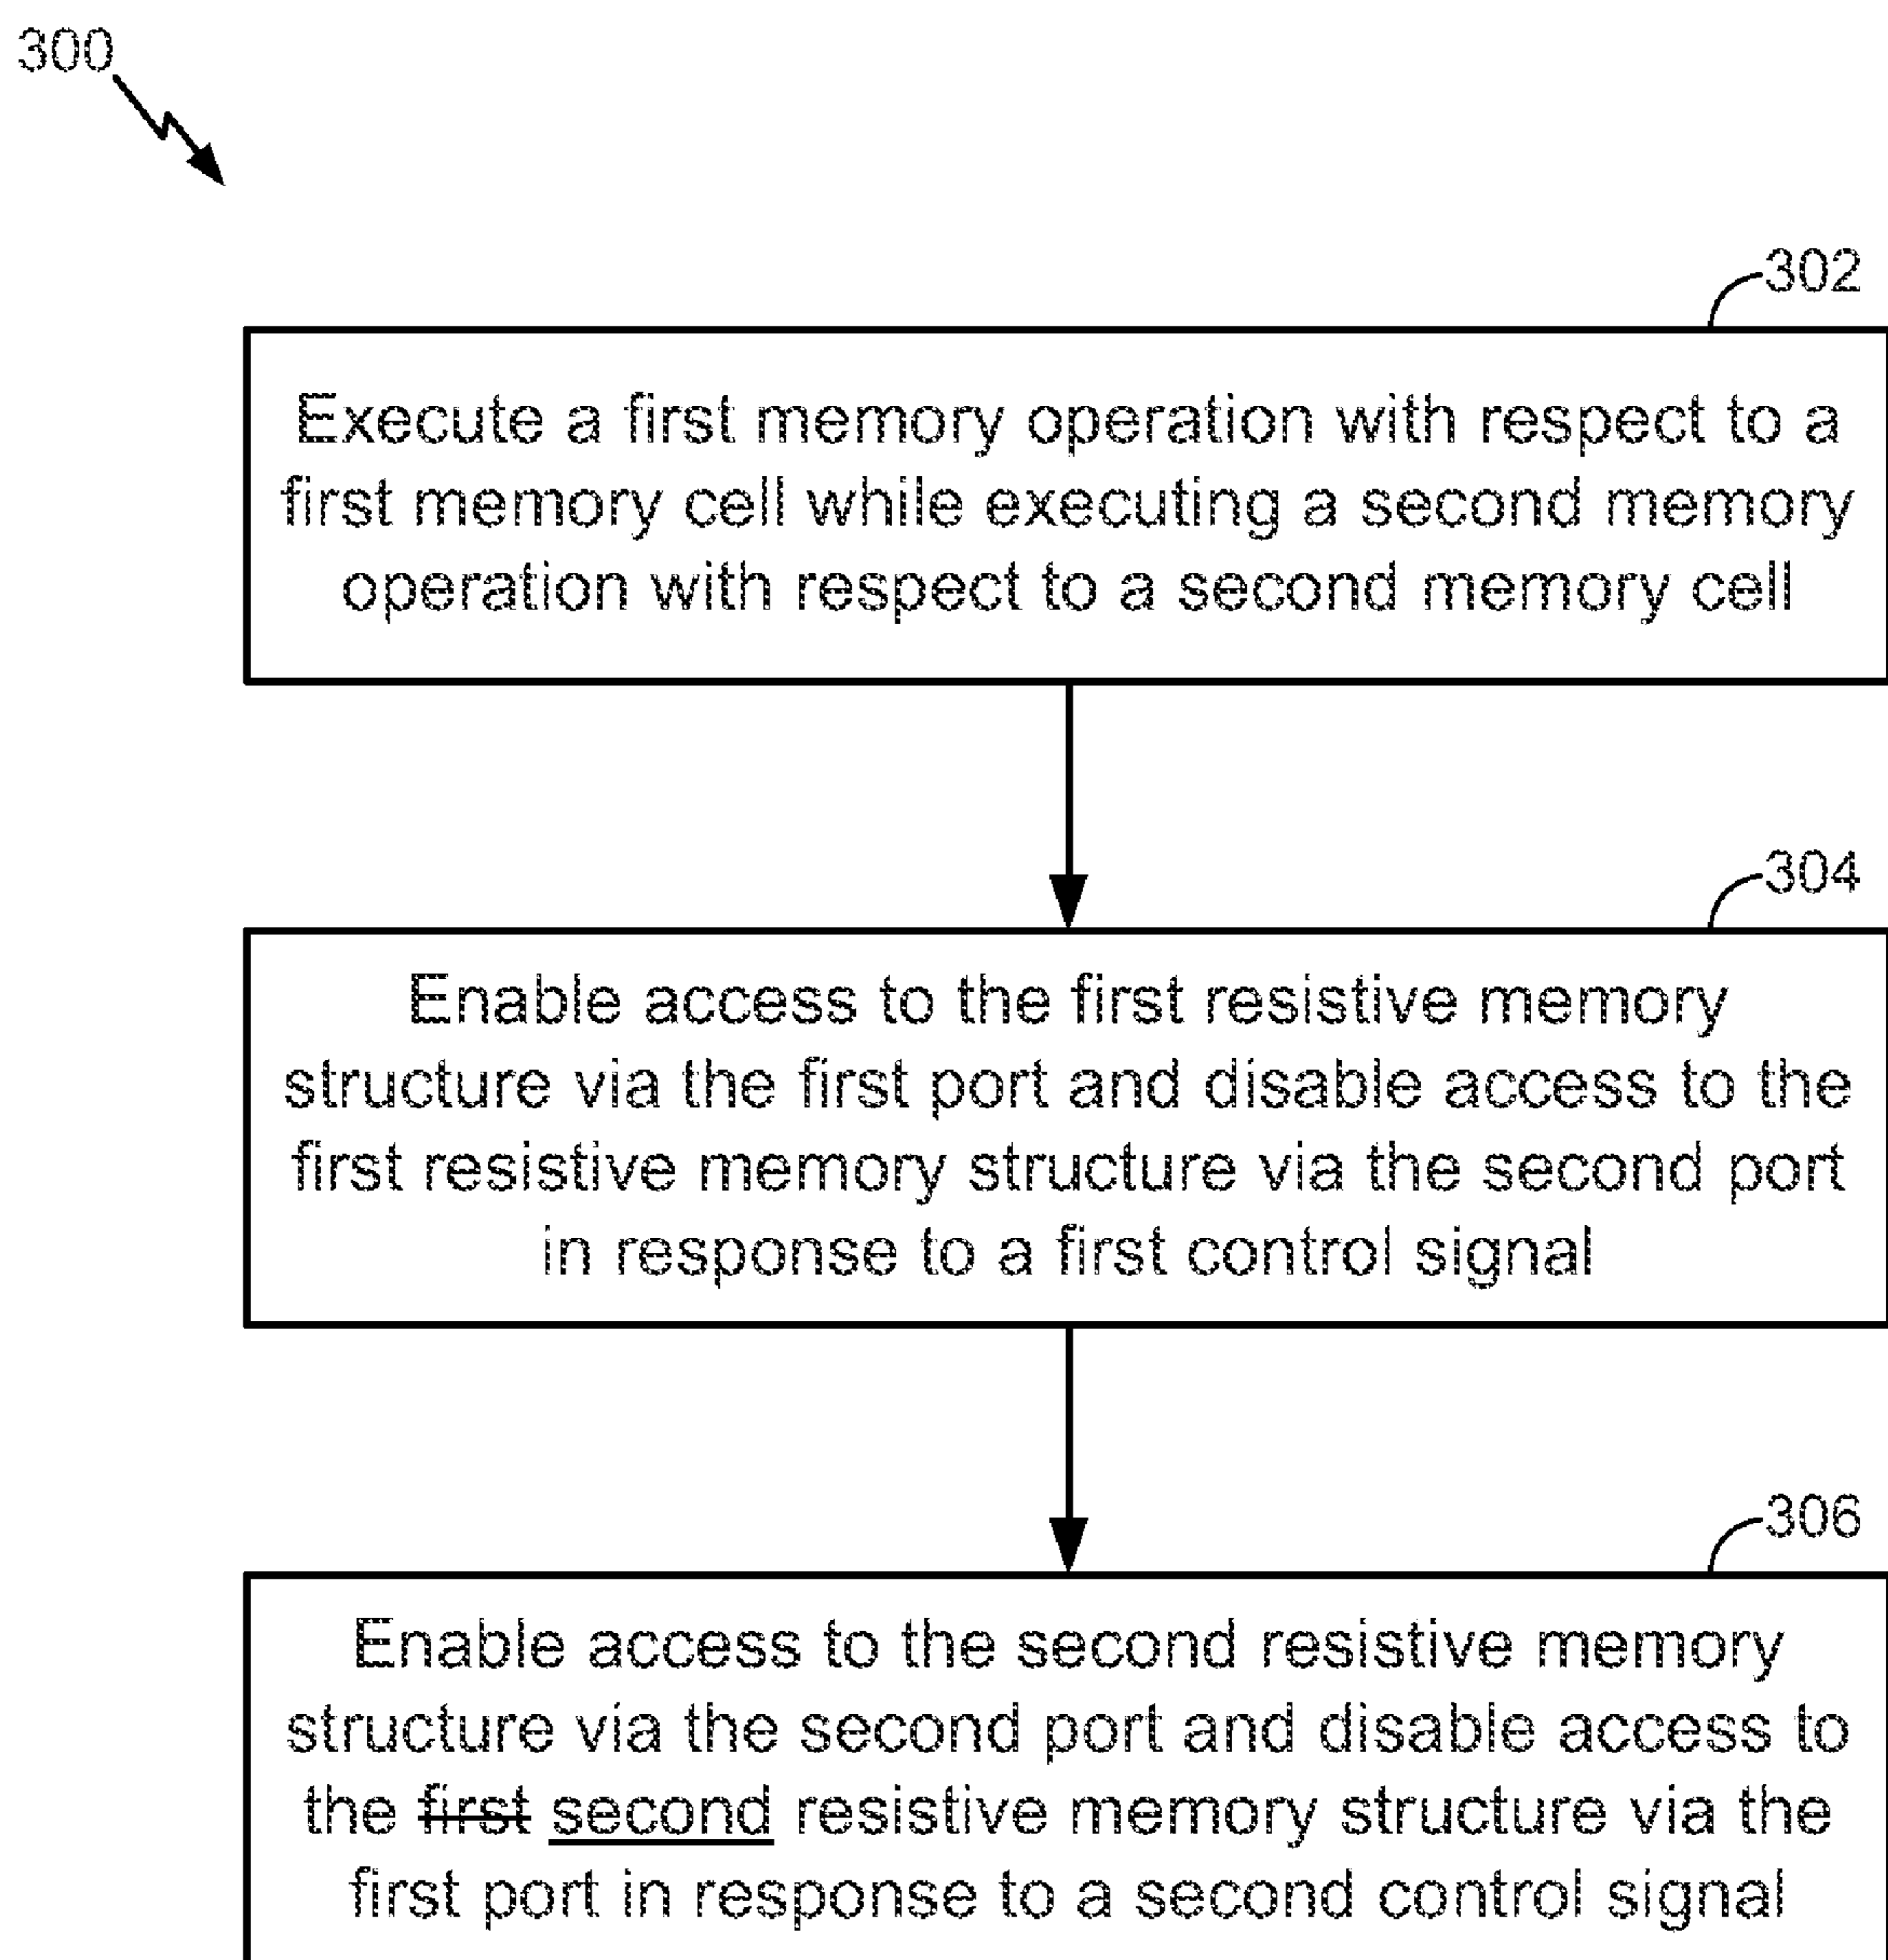 300
302
Execute a first memory operation with respect to a
first memory cell while executing a second memory
operation with respect to a second memory cell
304
Enable access to the first resistive memory
structure via the first port and disable access to the
first resistive memory structure via the second port
in response to a first control signal
306
Enable access to the second resistive memory
structure via the second port and disable access to
the first second resistive memory structure via the
first port in response to a second control signal